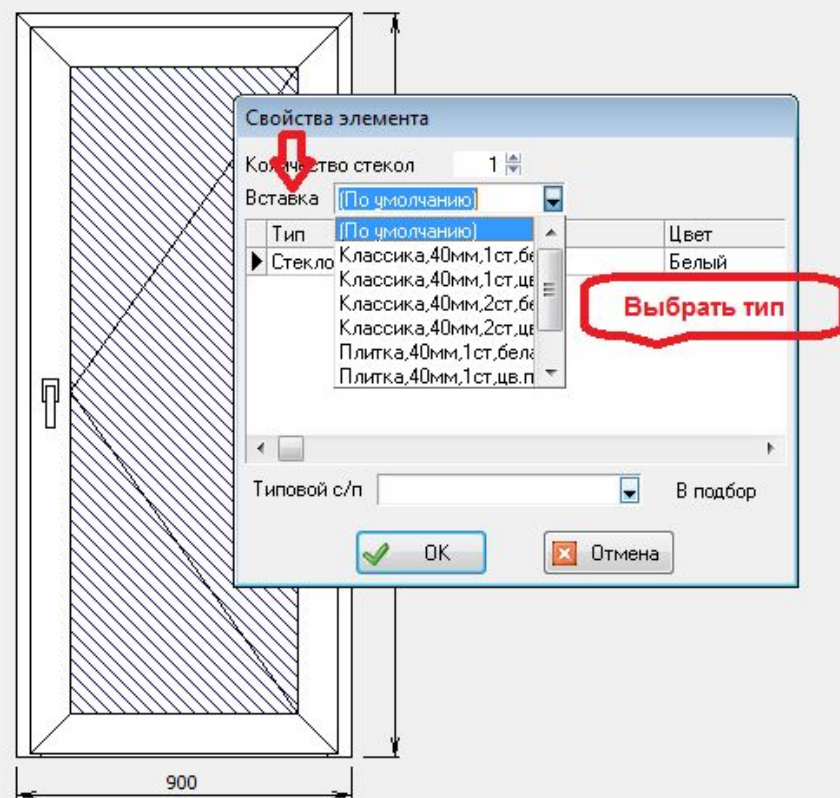 Свойства элемента
Количество стекол 1
Вставка (По умолчанию)
Тип Цвет
Стекло Белый
(По умолчанию)
Классика,40мм,1ст,бе
Классика,40мм,1ст,цв
Классика,40мм,2ст,бе
Классика,40мм,2ст,цв
Плитка,40мм,1ст,бела
Плитка,40мм,1ст,цв.п
Выбрать тип
Типовой с/п В подбор
OK Отмена
900